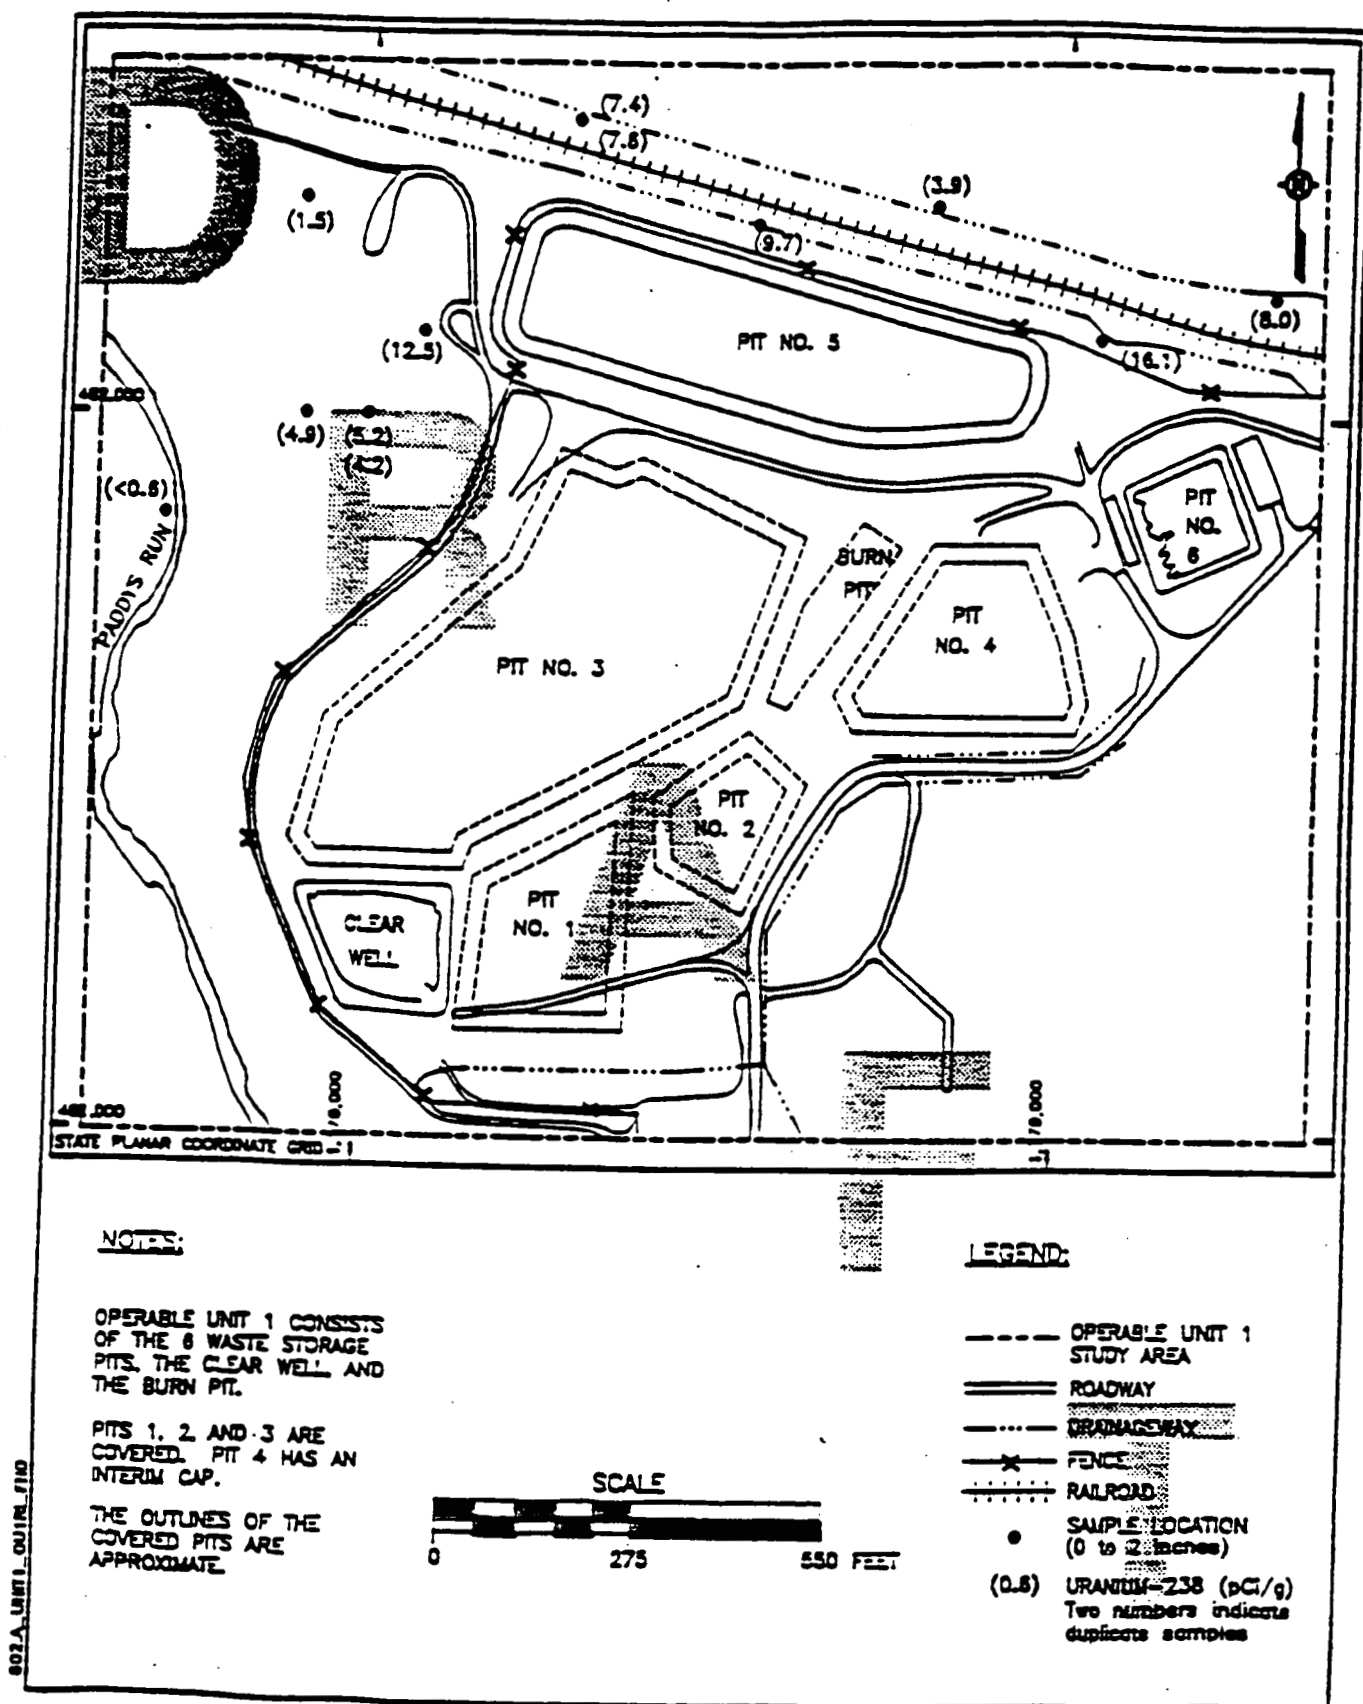 (7.4)
(7.6)
(1.5)
(3.9)
(9.7)
(8.0)
(12.5)
PIT NO. 5
(16.1)
482,000
(4.9)
(5.2)
(4.2)
(<0.6)
PADDYS RUN
PIT
NO.
6
BURN
PIT
PIT
NO. 4
PIT NO. 3
PIT
NO. 2
PIT
NO. 1
CLEAR
WELL
STATE PLANAR COORDINATE GRID
NOTES:
OPERABLE UNIT 1 CONSISTS
OF THE 6 WASTE STORAGE
PITS, THE CLEAR WELL AND
THE BURN PIT.
PITS 1, 2, AND 3 ARE
COVERED. PIT 4 HAS AN
INTERIM CAP.
THE OUTLINES OF THE
COVERED PITS ARE
APPROXIMATE.
SCALE
0 275 550 FEET
LEGEND:
OPERABLE UNIT 1
STUDY AREA
ROADWAY
DRAINAGEWAY
FENCE
RAILROAD
SAMPLE LOCATION
(0 to 2 inches)
(0.6) URANIUM-238 (pCi/g)
Two numbers indicate
duplicate samples
DRAFT